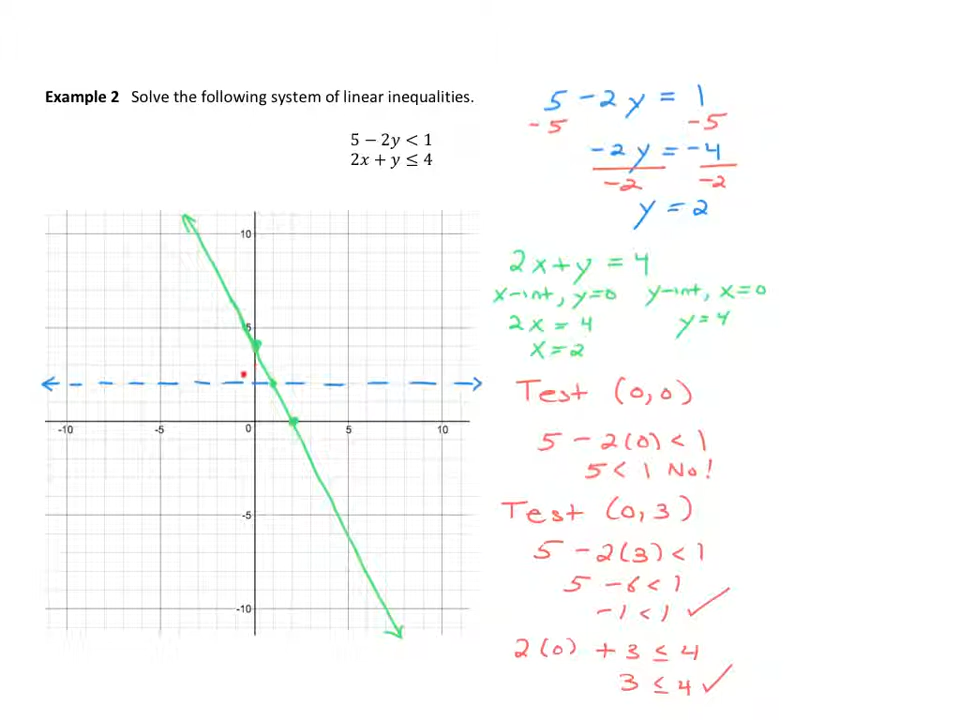 Example 2 Solve the following system of linear inequalities.
5 − 2y < 1
2x + y ≤ 4
10
5
-10
-5
0
5
10
-5
-10
5 - 2y = 1
-5 -5
-2y = -4
-2 -2
y = 2
2x + y = 4
x-int, y=0 y-int, x=0
2x = 4 y = 4
x = 2
Test (0,0)
5 - 2(0) < 1
5 < 1 No!
Test (0,3)
5 - 2(3) < 1
5 - 6 < 1
-1 < 1 ✓
2(0) + 3 ≤ 4
3 ≤ 4 ✓